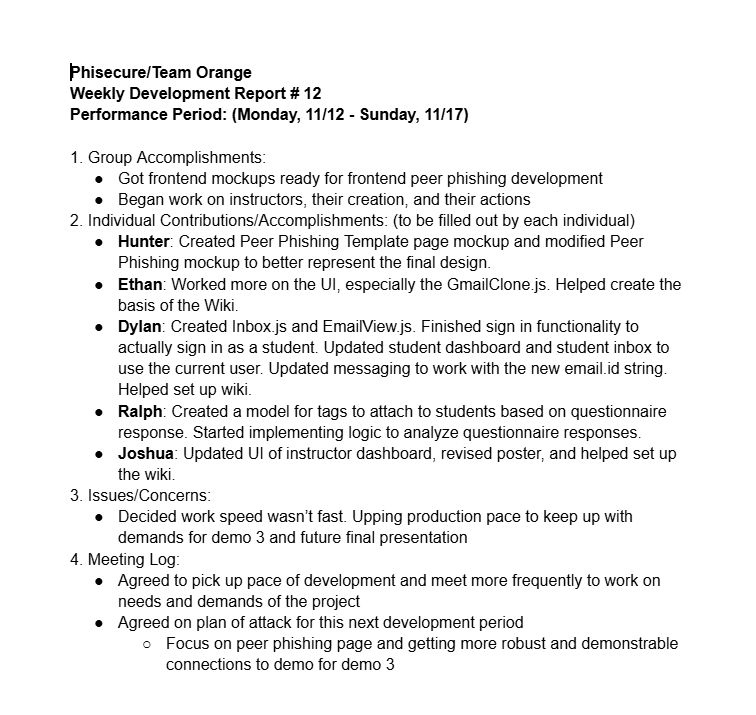 Phisecure/Team Orange
Weekly Development Report # 12
Performance Period: (Monday, 11/12 - Sunday, 11/17)
1. Group Accomplishments:
● Got frontend mockups ready for frontend peer phishing development
● Began work on instructors, their creation, and their actions
2. Individual Contributions/Accomplishments: (to be filled out by each individual)
● Hunter: Created Peer Phishing Template page mockup and modified Peer
Phishing mockup to better represent the final design.
● Ethan: Worked more on the UI, especially the GmailClone.js. Helped create the
basis of the Wiki.
● Dylan: Created Inbox.js and EmailView.js. Finished sign in functionality to
actually sign in as a student. Updated student dashboard and student inbox to
use the current user. Updated messaging to work with the new email.id string.
Helped set up wiki.
● Ralph: Created a model for tags to attach to students based on questionnaire
response. Started implementing logic to analyze questionnaire responses.
● Joshua: Updated UI of instructor dashboard, revised poster, and helped set up
the wiki.
3. Issues/Concerns:
● Decided work speed wasn’t fast. Upping production pace to keep up with
demands for demo 3 and future final presentation
4. Meeting Log:
● Agreed to pick up pace of development and meet more frequently to work on
needs and demands of the project
● Agreed on plan of attack for this next development period
○ Focus on peer phishing page and getting more robust and demonstrable
connections to demo for demo 3